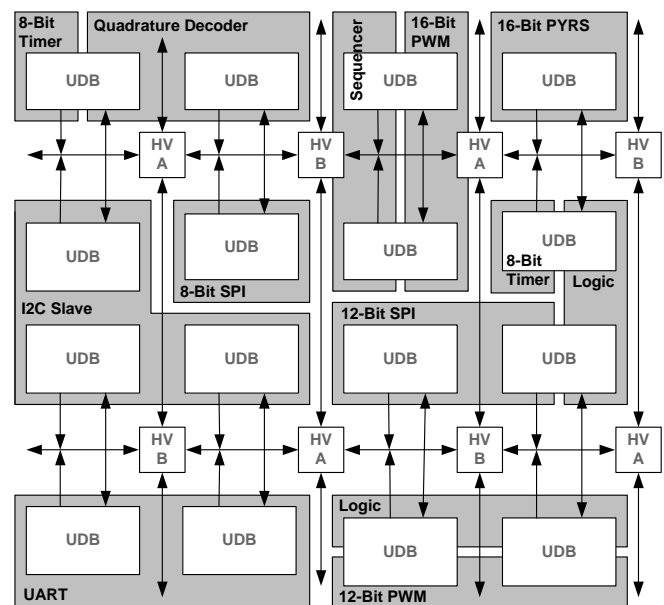 8-Bit
Timer
Quadrature Decoder
Sequencer
16-Bit
PWM
16-Bit PYRS
UDB
UDB
UDB
UDB
HV
A
HV
B
HV
A
HV
B
UDB
UDB
UDB
UDB
8-Bit
Timer
Logic
8-Bit SPI
I2C Slave
12-Bit SPI
UDB
UDB
UDB
UDB
HV
B
HV
A
HV
B
HV
A
Logic
UDB
UDB
UDB
UDB
UART
12-Bit PWM